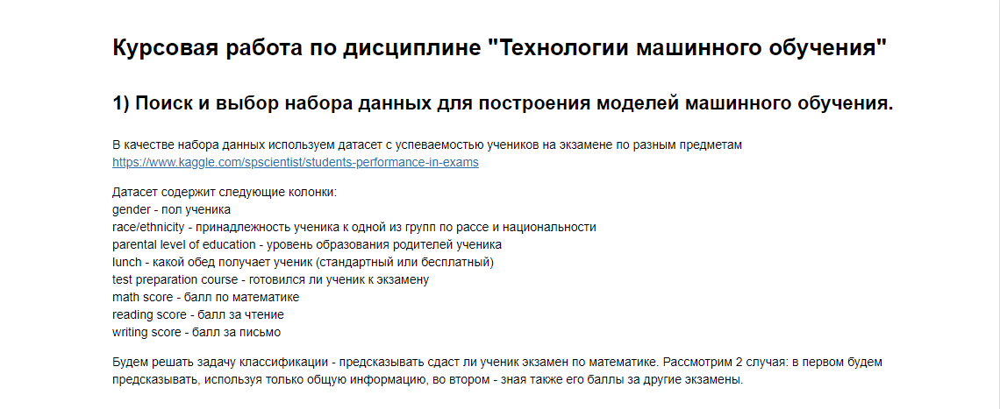 Курсовая работа по дисциплине "Технологии машинного обучения"
1) Поиск и выбор набора данных для построения моделей машинного обучения.
В качестве набора данных используем датасет с успеваемостью учеников на экзамене по разным предметам
https://www.kaggle.com/spscientist/students-performance-in-exams
Датасет содержит следующие колонки:
gender - пол ученика
race/ethnicity - принадлежность ученика к одной из групп по рассе и национальности
parental level of education - уровень образования родителей ученика
lunch - какой обед получает ученик (стандартный или бесплатный)
test preparation course - готовился ли ученик к экзамену
math score - балл по математике
reading score - балл за чтение
writing score - балл за письмо
Будем решать задачу классификации - предсказывать сдаст ли ученик экзамен по математике. Рассмотрим 2 случая: в первом будем
предсказывать, используя только общую информацию, во втором - зная также его баллы за другие экзамены.